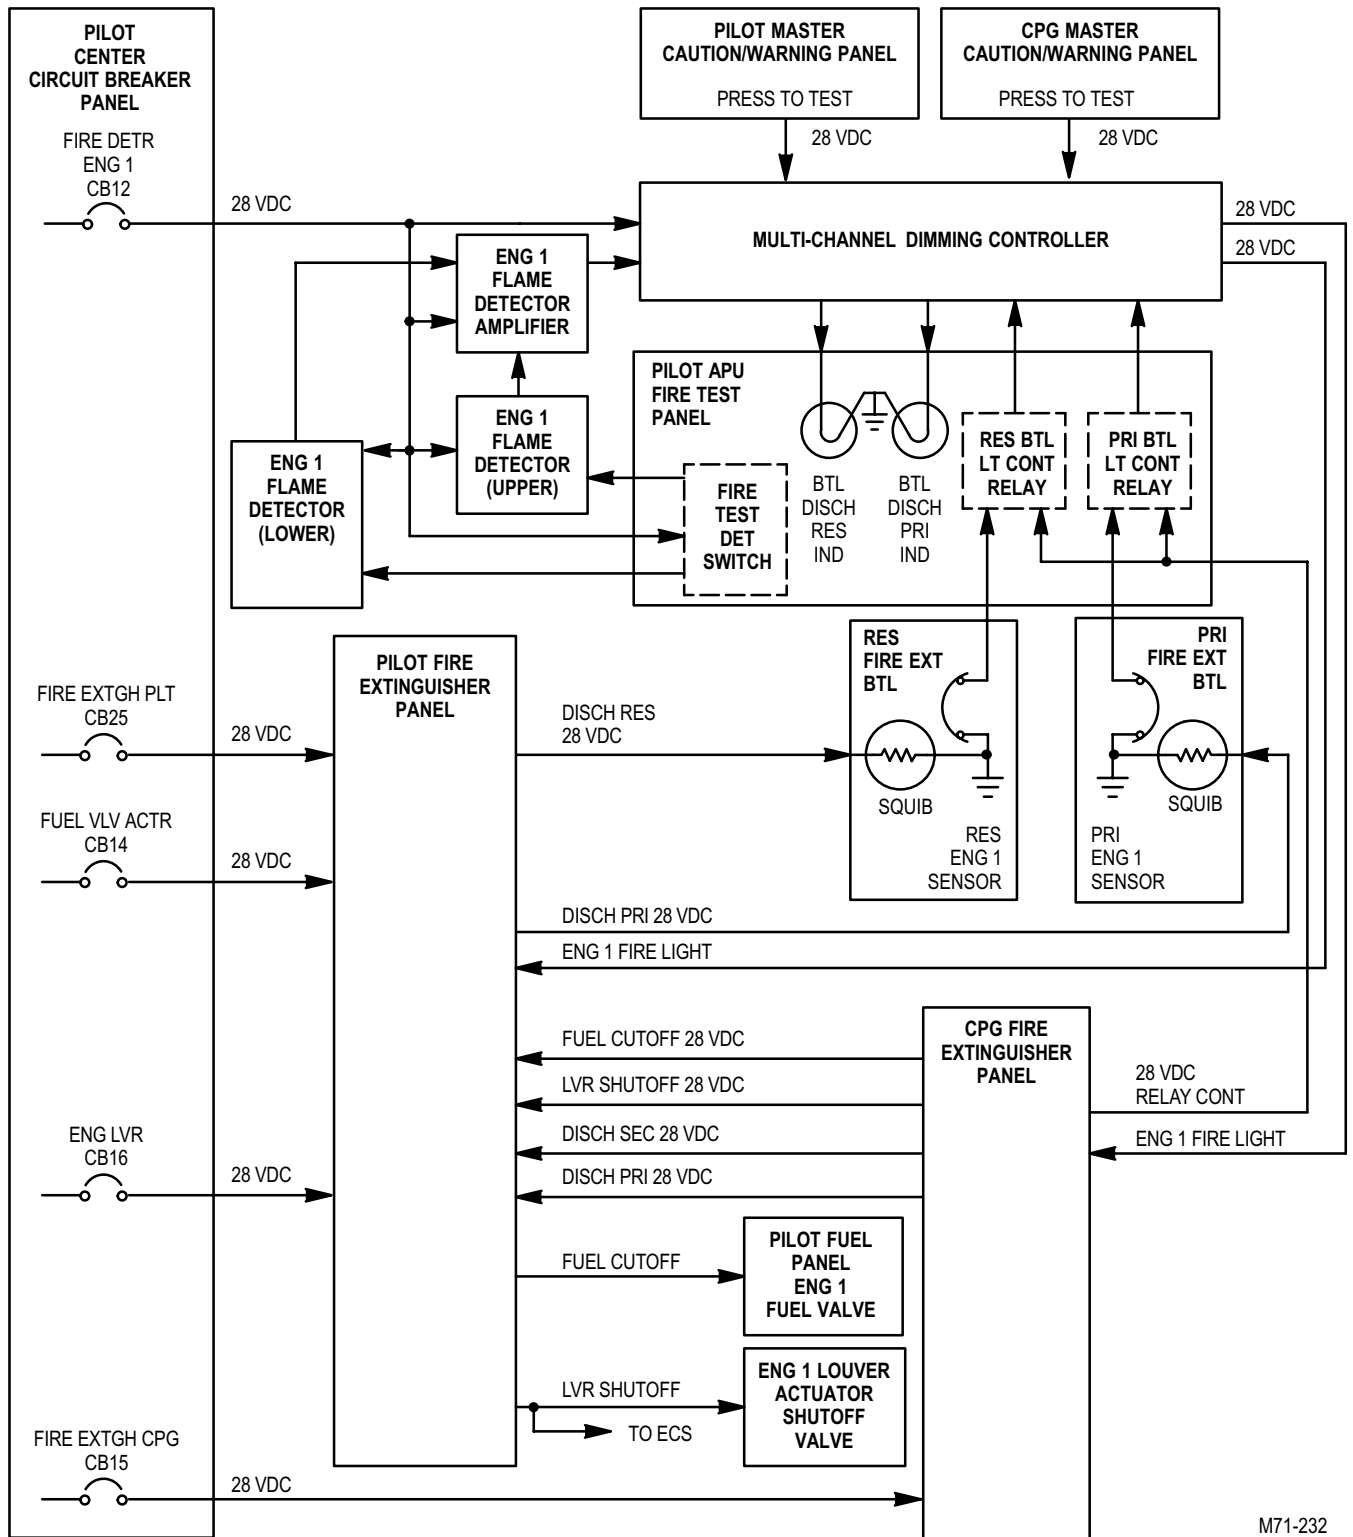 PILOT
CENTER
CIRCUIT BREAKER
PANEL
FIRE DETR
ENG 1
CB12
28 VDC
PILOT MASTER
CAUTION/WARNING PANEL
PRESS TO TEST
28 VDC
CPG MASTER
CAUTION/WARNING PANEL
PRESS TO TEST
28 VDC
MULTI-CHANNEL DIMMING CONTROLLER
28 VDC
28 VDC
ENG 1
FLAME
DETECTOR
AMPLIFIER
ENG 1
FLAME
DETECTOR
(UPPER)
ENG 1
FLAME
DETECTOR
(LOWER)
PILOT APU
FIRE TEST
PANEL
FIRE
TEST
DET
SWITCH
BTL
DISCH
RES
IND
BTL
DISCH
PRI
IND
RES BTL
LT CONT
RELAY
PRI BTL
LT CONT
RELAY
RES
FIRE EXT
BTL
SQUIB
RES
ENG 1
SENSOR
PRI
FIRE EXT
BTL
SQUIB
PRI
ENG 1
SENSOR
PILOT FIRE
EXTINGUISHER
PANEL
FIRE EXTGH PLT
CB25
28 VDC
DISCH RES
28 VDC
FUEL VLV ACTR
CB14
28 VDC
DISCH PRI 28 VDC
ENG 1 FIRE LIGHT
CPG FIRE
EXTINGUISHER
PANEL
FUEL CUTOFF 28 VDC
LVR SHUTOFF 28 VDC
28 VDC
RELAY CONT
ENG LVR
CB16
28 VDC
DISCH SEC 28 VDC
ENG 1 FIRE LIGHT
DISCH PRI 28 VDC
FUEL CUTOFF
PILOT FUEL
PANEL
ENG 1
FUEL VALVE
LVR SHUTOFF
TO ECS
ENG 1 LOUVER
ACTUATOR
SHUTOFF
VALVE
FIRE EXTGH CPG
CB15
28 VDC
M71-232